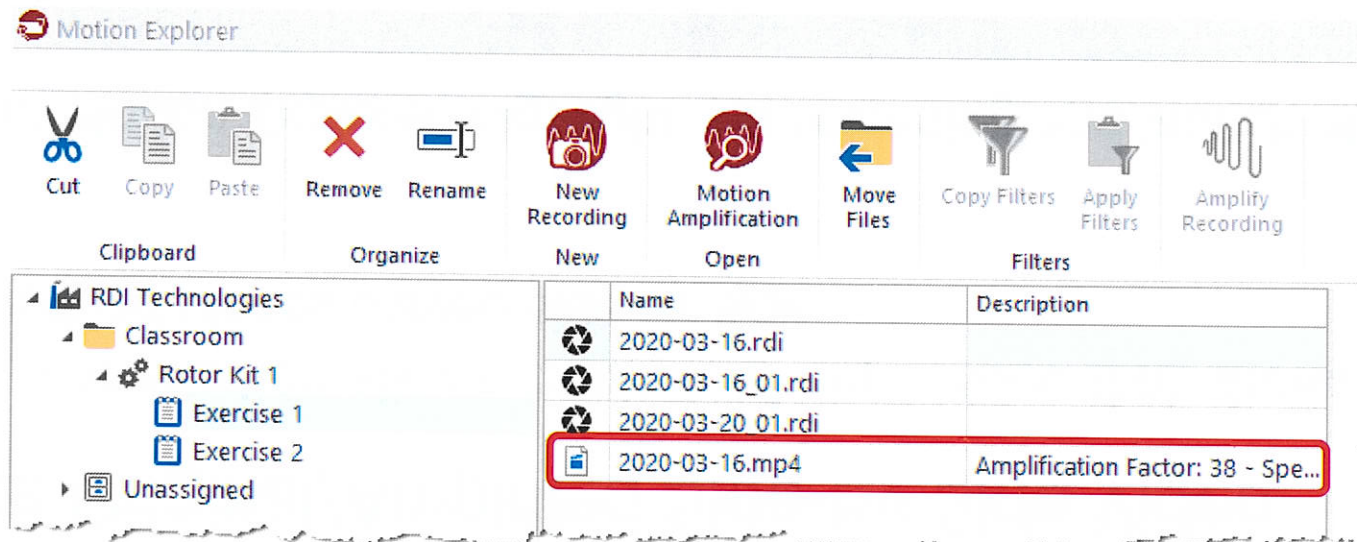 Motion Explorer
Cut Copy Paste Remove Rename New Recording Motion Amplification Move Files Copy Filters Apply Filters Amplify Recording
Clipboard Organize New Open Filters
RDI Technologies
Classroom
Rotor Kit 1
Exercise 1
Exercise 2
Unassigned
Name Description
2020-03-16.rdi
2020-03-16_01.rdi
2020-03-20_01.rdi
2020-03-16.mp4 Amplification Factor: 38 - Spe...